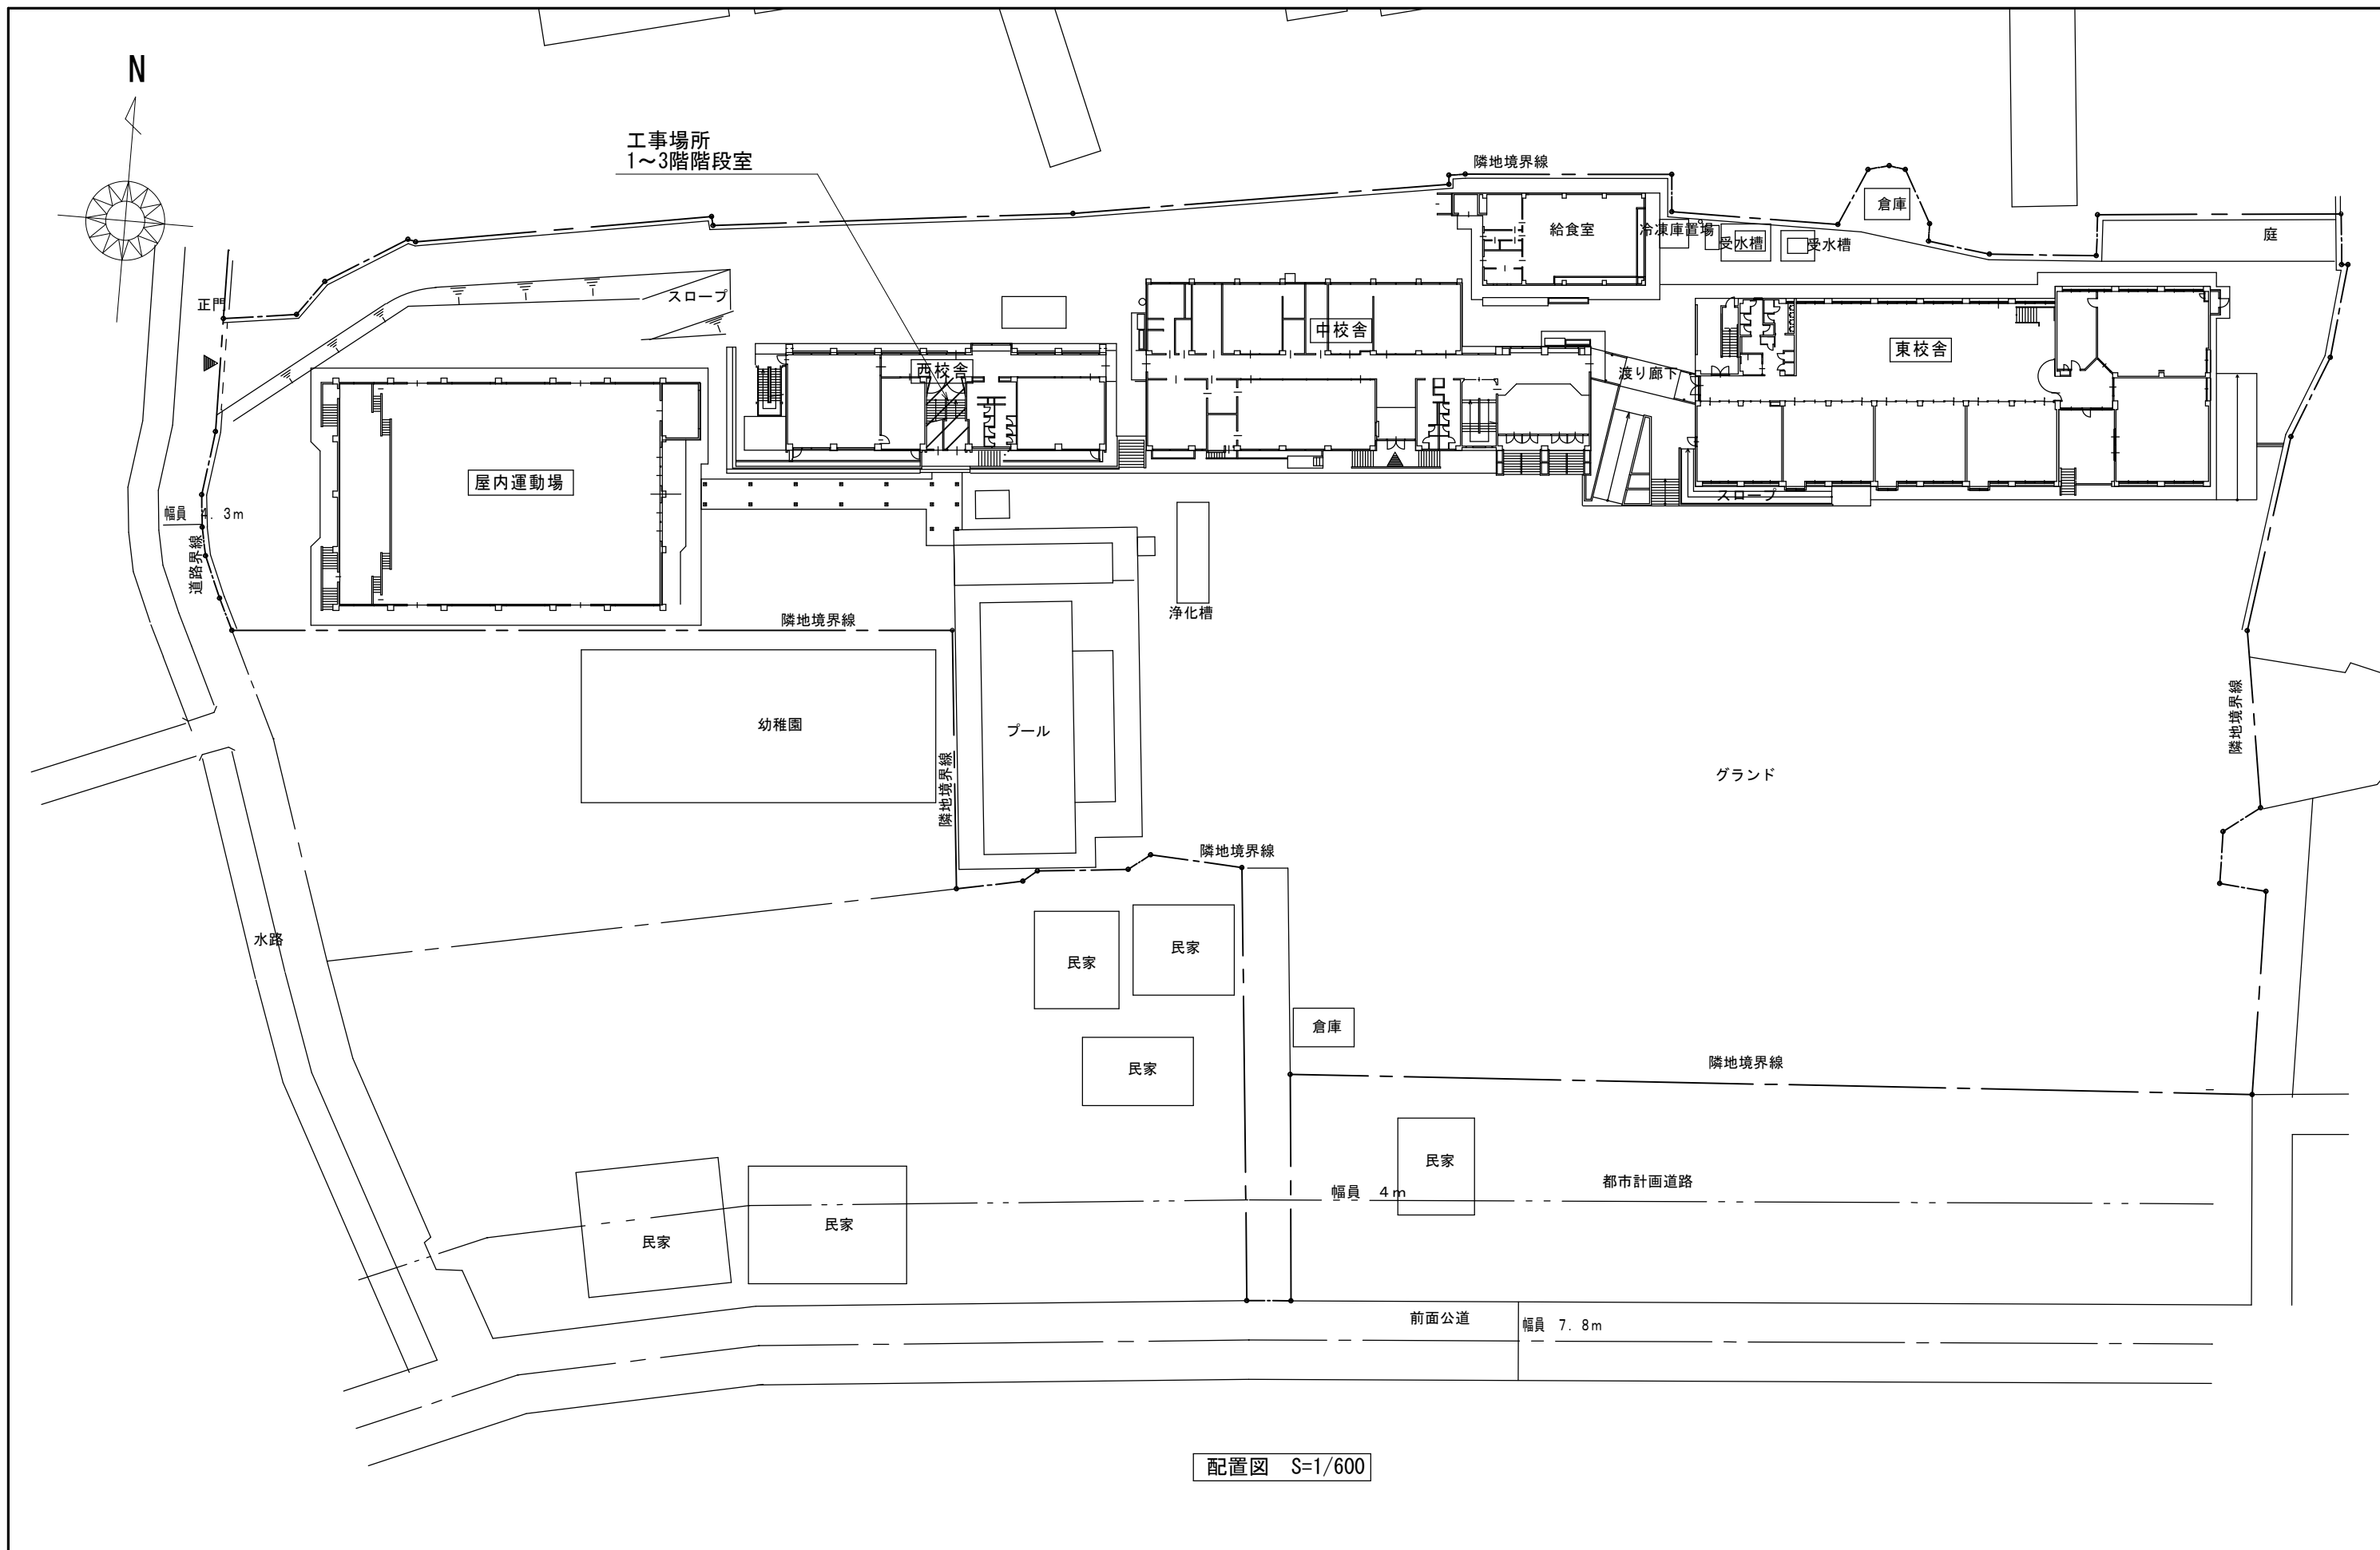 N
工事場所
1～3階階段室
隣地境界線
倉庫
給食室
冷凍庫置場
受水槽
受水槽
庭
正門
スロープ
中校舎
東校舎
西校舎
渡り廊下
屋内運動場
スロープ
幅員 4.3m
道路界線
浄化槽
隣地境界線
幼稚園
プール
隣地境界線
グランド
隣地境界線
隣地境界線
水路
民家
民家
倉庫
民家
隣地境界線
民家
都市計画道路
幅員 4m
民家
民家
前面公道
幅員 7.8m
配置図 S=1/600